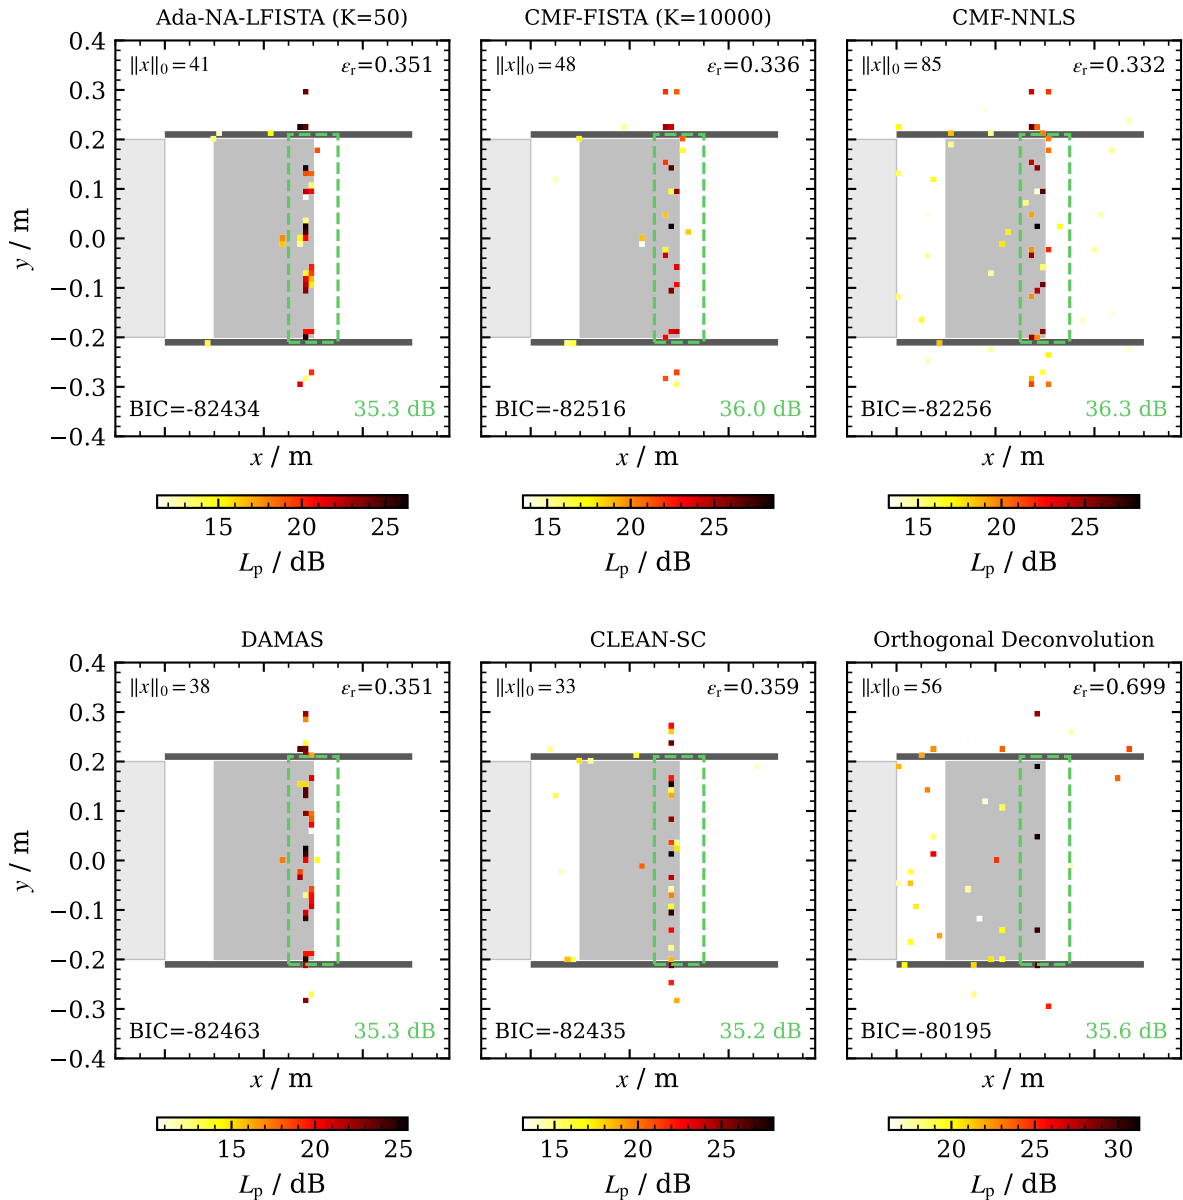 Ada-NA-LFISTA (K=50)
CMF-FISTA (K=10000)
CMF-NNLS
‖x‖₀=41
εᵣ=0.351
‖x‖₀=48
εᵣ=0.336
‖x‖₀=85
εᵣ=0.332
0.4
0.3
0.2
0.1
0.0
−0.1
−0.2
−0.3
−0.4
y / m
BIC=-82434
35.3 dB
BIC=-82516
36.0 dB
BIC=-82256
36.3 dB
x / m
x / m
x / m
15 20 25
15 20 25
15 20 25
Lₚ / dB
Lₚ / dB
Lₚ / dB
DAMAS
CLEAN-SC
Orthogonal Deconvolution
‖x‖₀=38
εᵣ=0.351
‖x‖₀=33
εᵣ=0.359
‖x‖₀=56
εᵣ=0.699
0.4
0.3
0.2
0.1
0.0
−0.1
−0.2
−0.3
−0.4
y / m
BIC=-82463
35.3 dB
BIC=-82435
35.2 dB
BIC=-80195
35.6 dB
x / m
x / m
x / m
15 20 25
15 20 25
20 25 30
Lₚ / dB
Lₚ / dB
Lₚ / dB